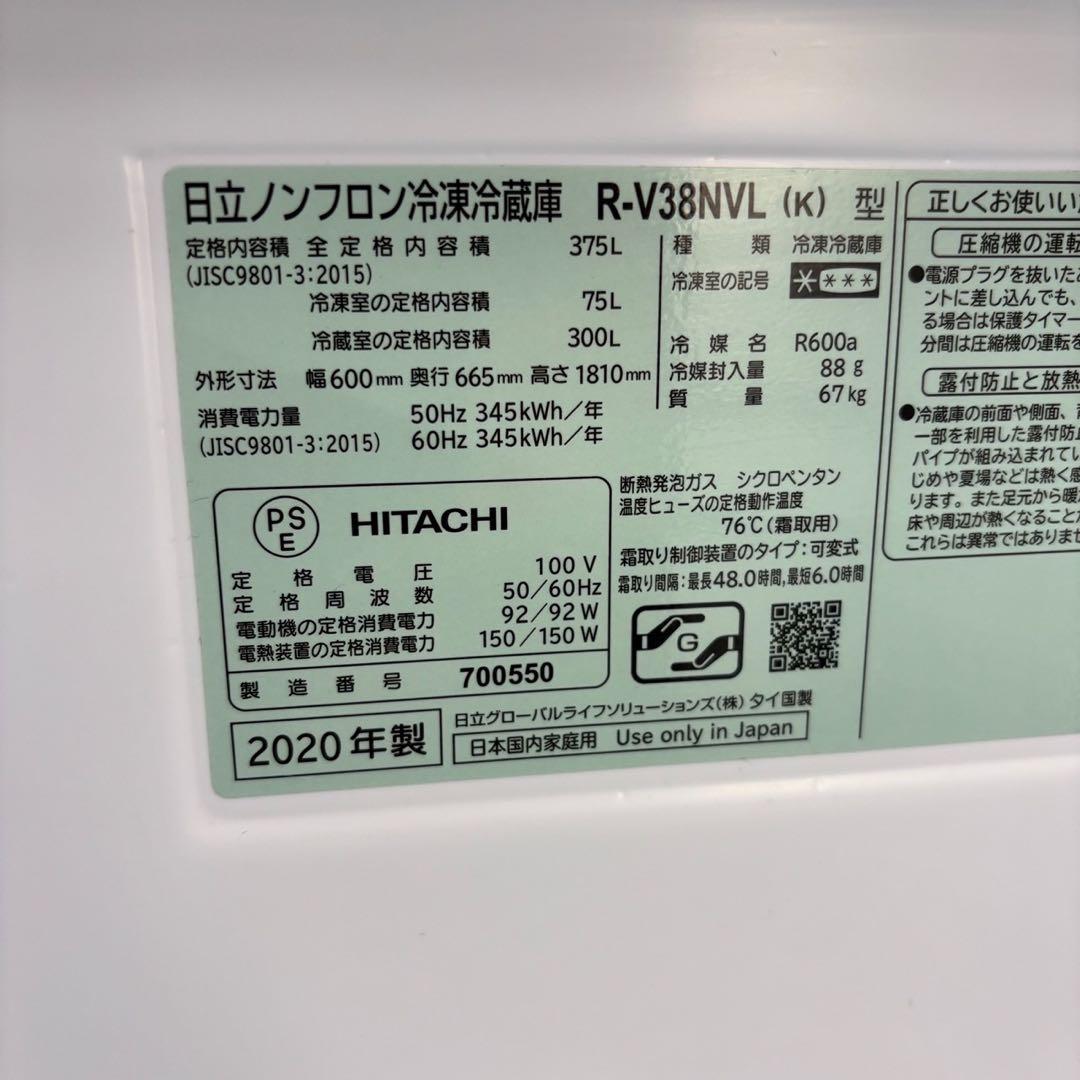 日立ノンフロン冷凍冷蔵庫 R-V38NVL (K) 型
定格内容積 全定格内容積 375L
(JISC9801-3:2015)
冷凍室の定格内容積 75L
冷蔵室の定格内容積 300L
外形寸法 幅600mm 奥行665mm 高さ1810mm
消費電力量 50Hz 345kWh/年
(JISC9801-3:2015) 60Hz 345kWh/年
種類 冷凍冷蔵庫
冷凍室の記号 ****
冷媒名 R600a
冷媒封入量 88g
質量 67kg
PSE HITACHI
定格電圧 100V
定格周波数 50/60Hz
電動機の定格消費電力 92/92W
電熱装置の定格消費電力 150/150W
製造番号 700550
断熱発泡ガス シクロペンタン
温度ヒューズの定格動作温度
76℃(霜取用)
霜取り制御装置のタイプ:可変式
霜取り間隔:最長48.0時間,最短6.0時間
G
2020年製
日立グローバルライフソリューションズ(株) タイ国製
日本国内家庭用 Use only in Japan
正しくお使いい
圧縮機の運転
●電源プラグを抜いた
ントに差し込んでも、
る場合は保護タイマー
分間は圧縮機の運転を
露付防止と放熱
●冷蔵庫の前面や側面、
一部を利用した露付防止
パイプが組み込まれてい
じめや夏場などは熱く感
ります。また足元から暖
床や周辺が熱くなること
これらは異常ではありませ